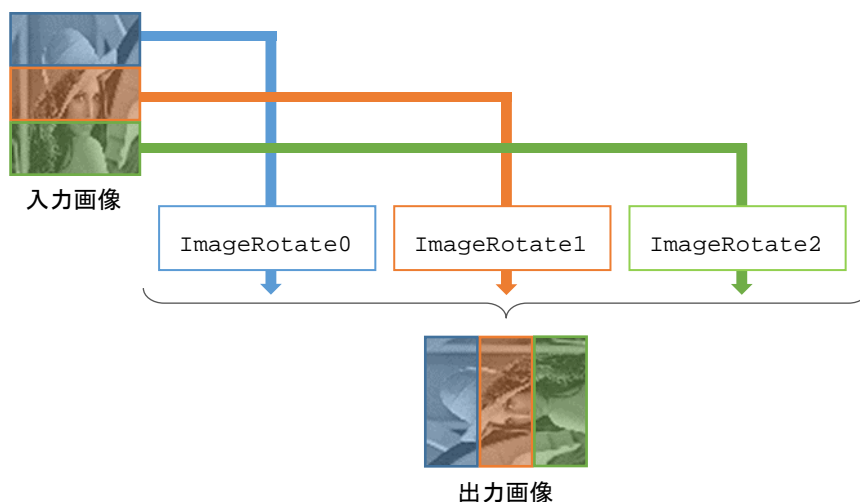 入力画像
ImageRotate0
ImageRotate1
ImageRotate2
出力画像